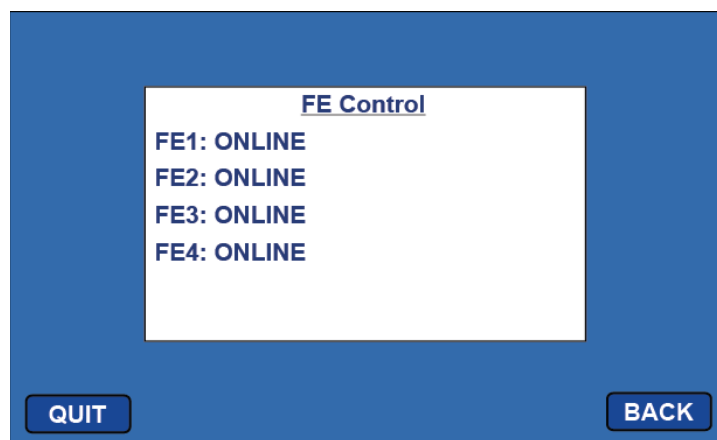 FE Control
FE1: ONLINE
FE2: ONLINE
FE3: ONLINE
FE4: ONLINE
QUIT
BACK